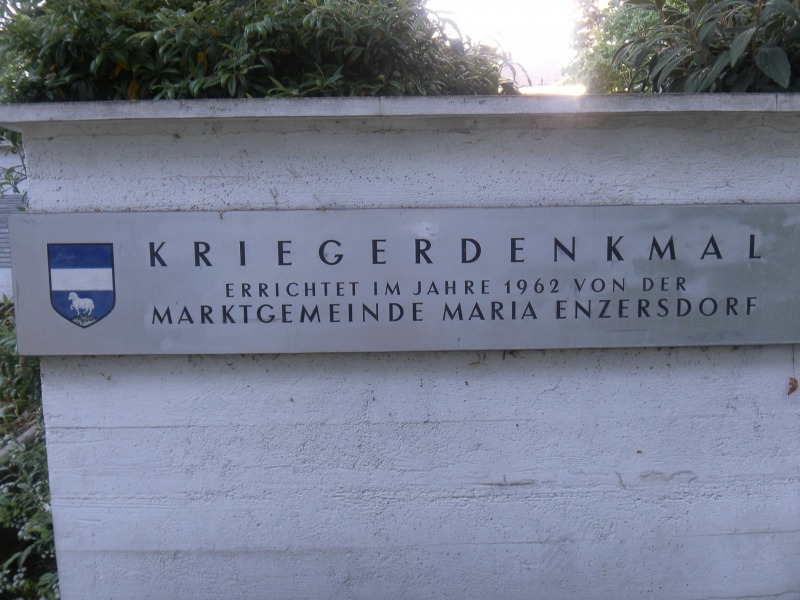 KRIEGERDENKMAL
ERRICHTET IM JAHRE 1962 VON DER
MARKTGEMEINDE MARIA ENZERSDORF